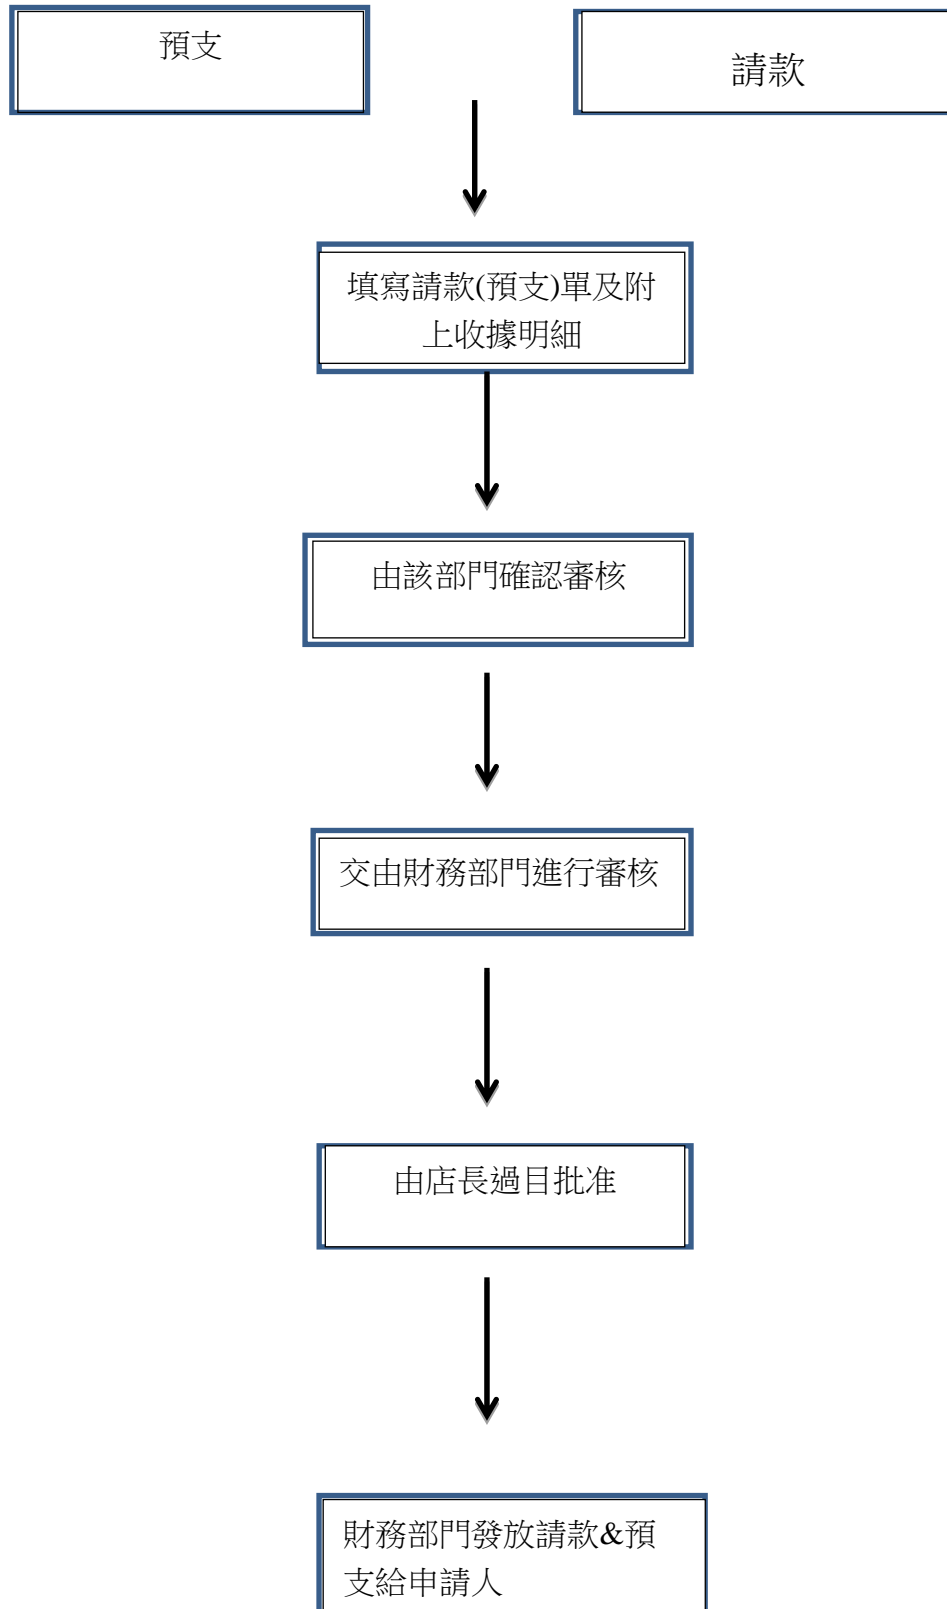 預支
請款
填寫請款(預支)單及附
上收據明細
由該部門確認審核
交由財務部門進行審核
由店長過目批准
財務部門發放請款&預
支給申請人